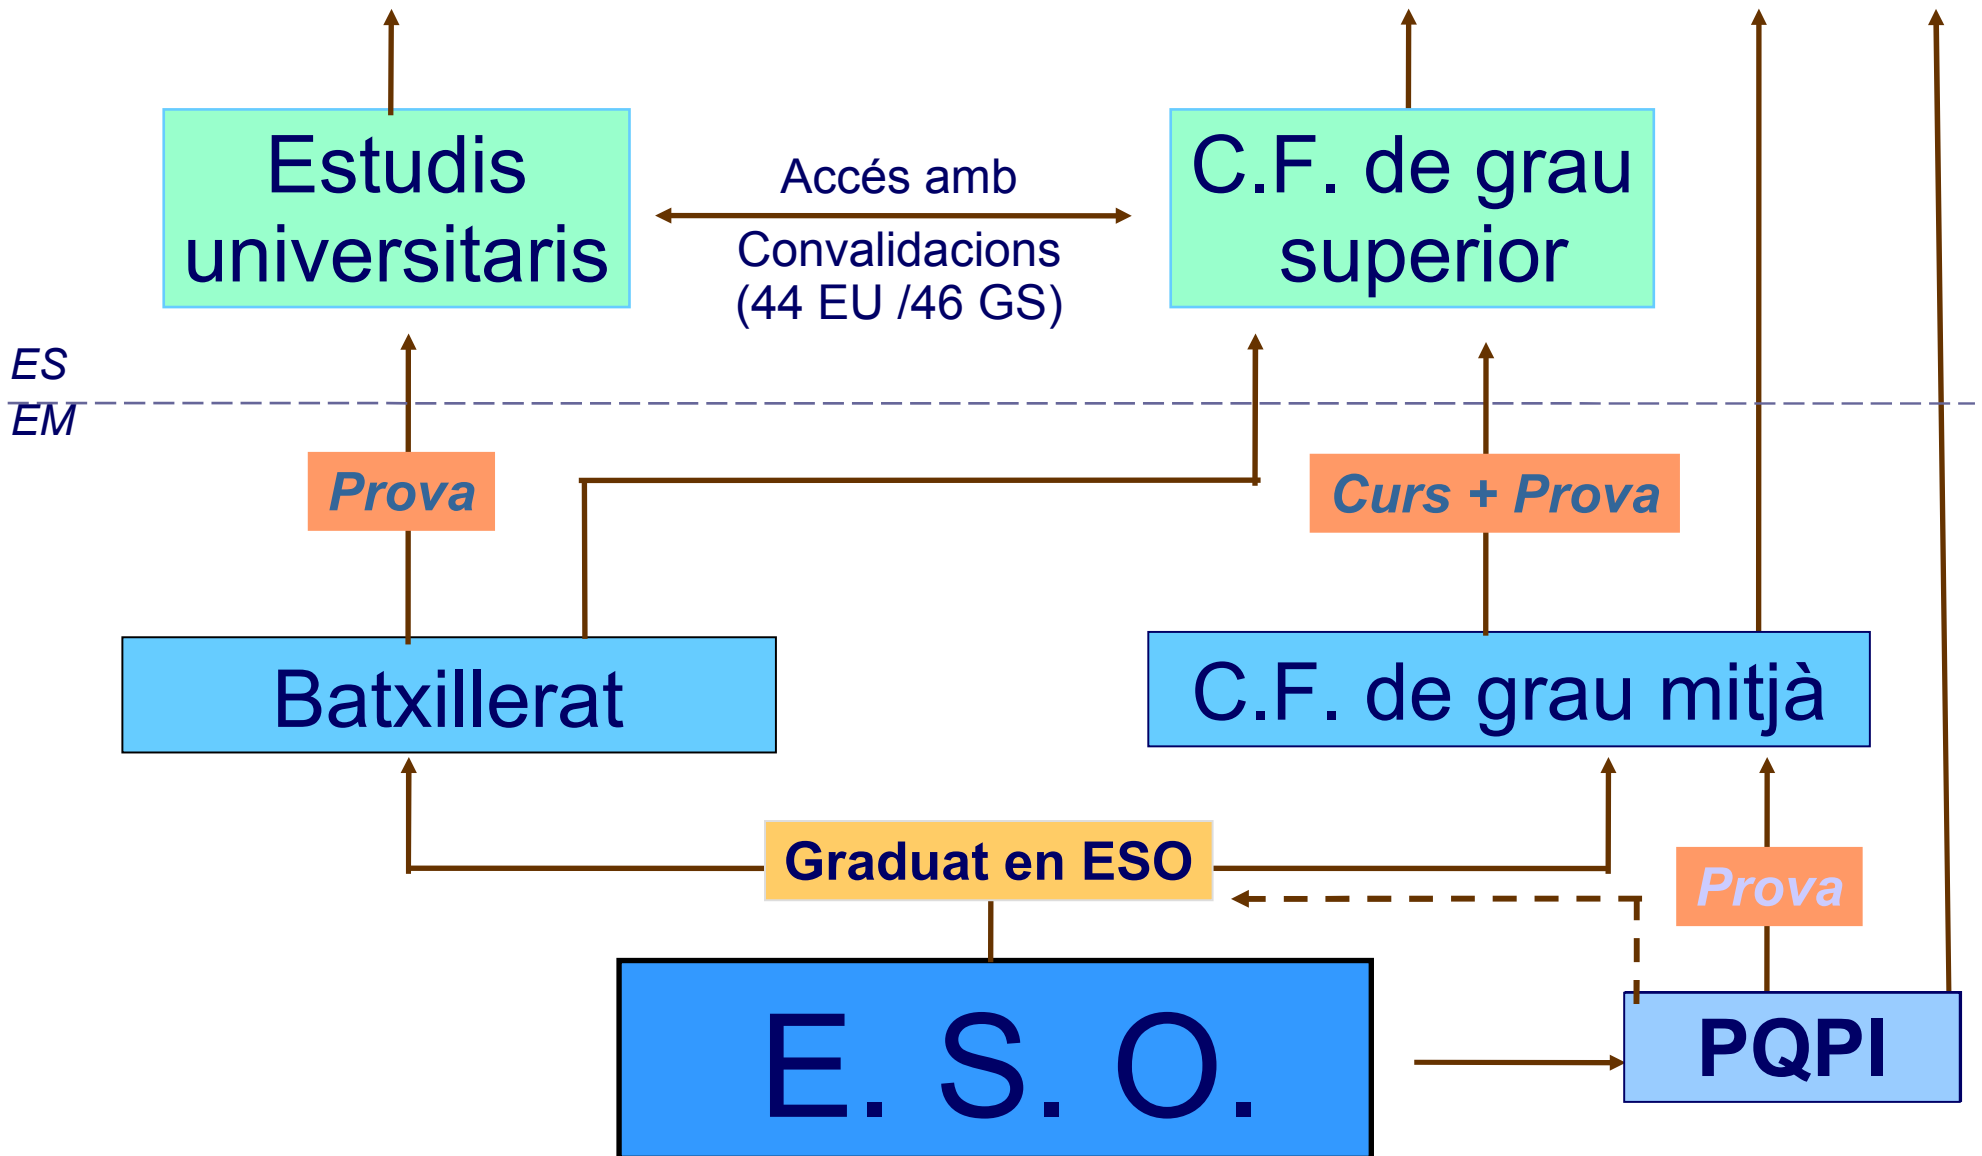 Estudis
universitaris
Accés amb
Convalidacions
(44 EU /46 GS)
C.F. de grau
superior
ES
EM
Prova
Curs + Prova
Batxillerat
C.F. de grau mitjà
Graduat en ESO
Prova
E. S. O.
PQPI